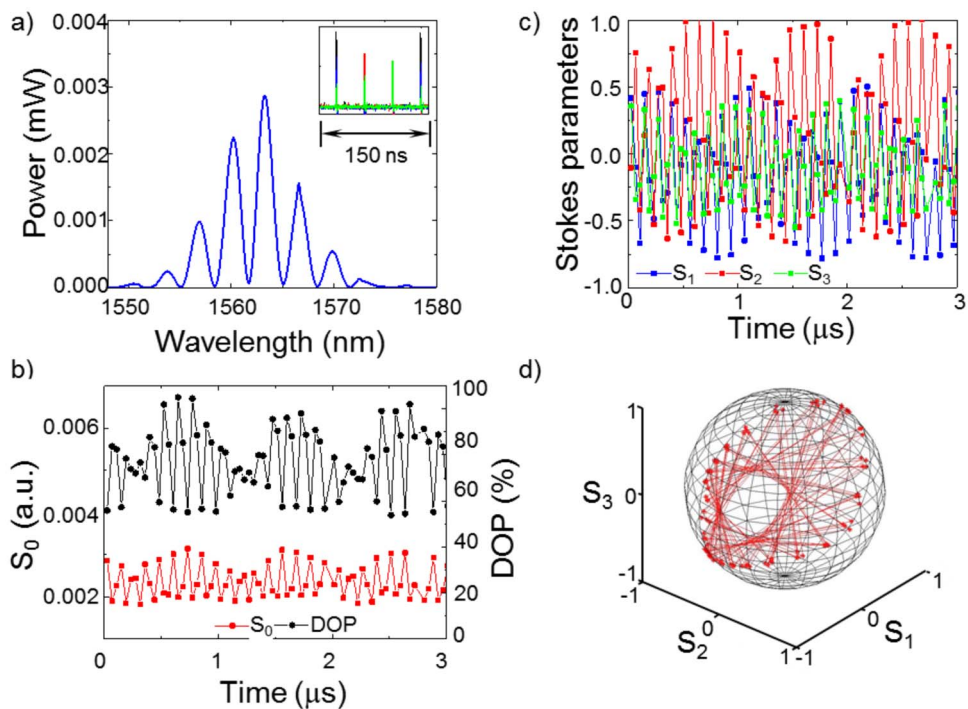 a)
0.004
0.003
0.002
0.001
0.000
Power (mW)
150 ns
1550 1560 1570 1580
Wavelength (nm)
c)
1.0
0.5
0.0
-0.5
-1.0
Stokes parameters
S1 S2 S3
0 1 2 3
Time (μs)
b)
0.006
0.004
0.002
S0 (a.u.)
100
80
60
40
20
0
DOP (%)
S0 DOP
0 1 2 3
Time (μs)
d)
1
0
-1
S3
-1
0
1
S2
-1
0
1
S1